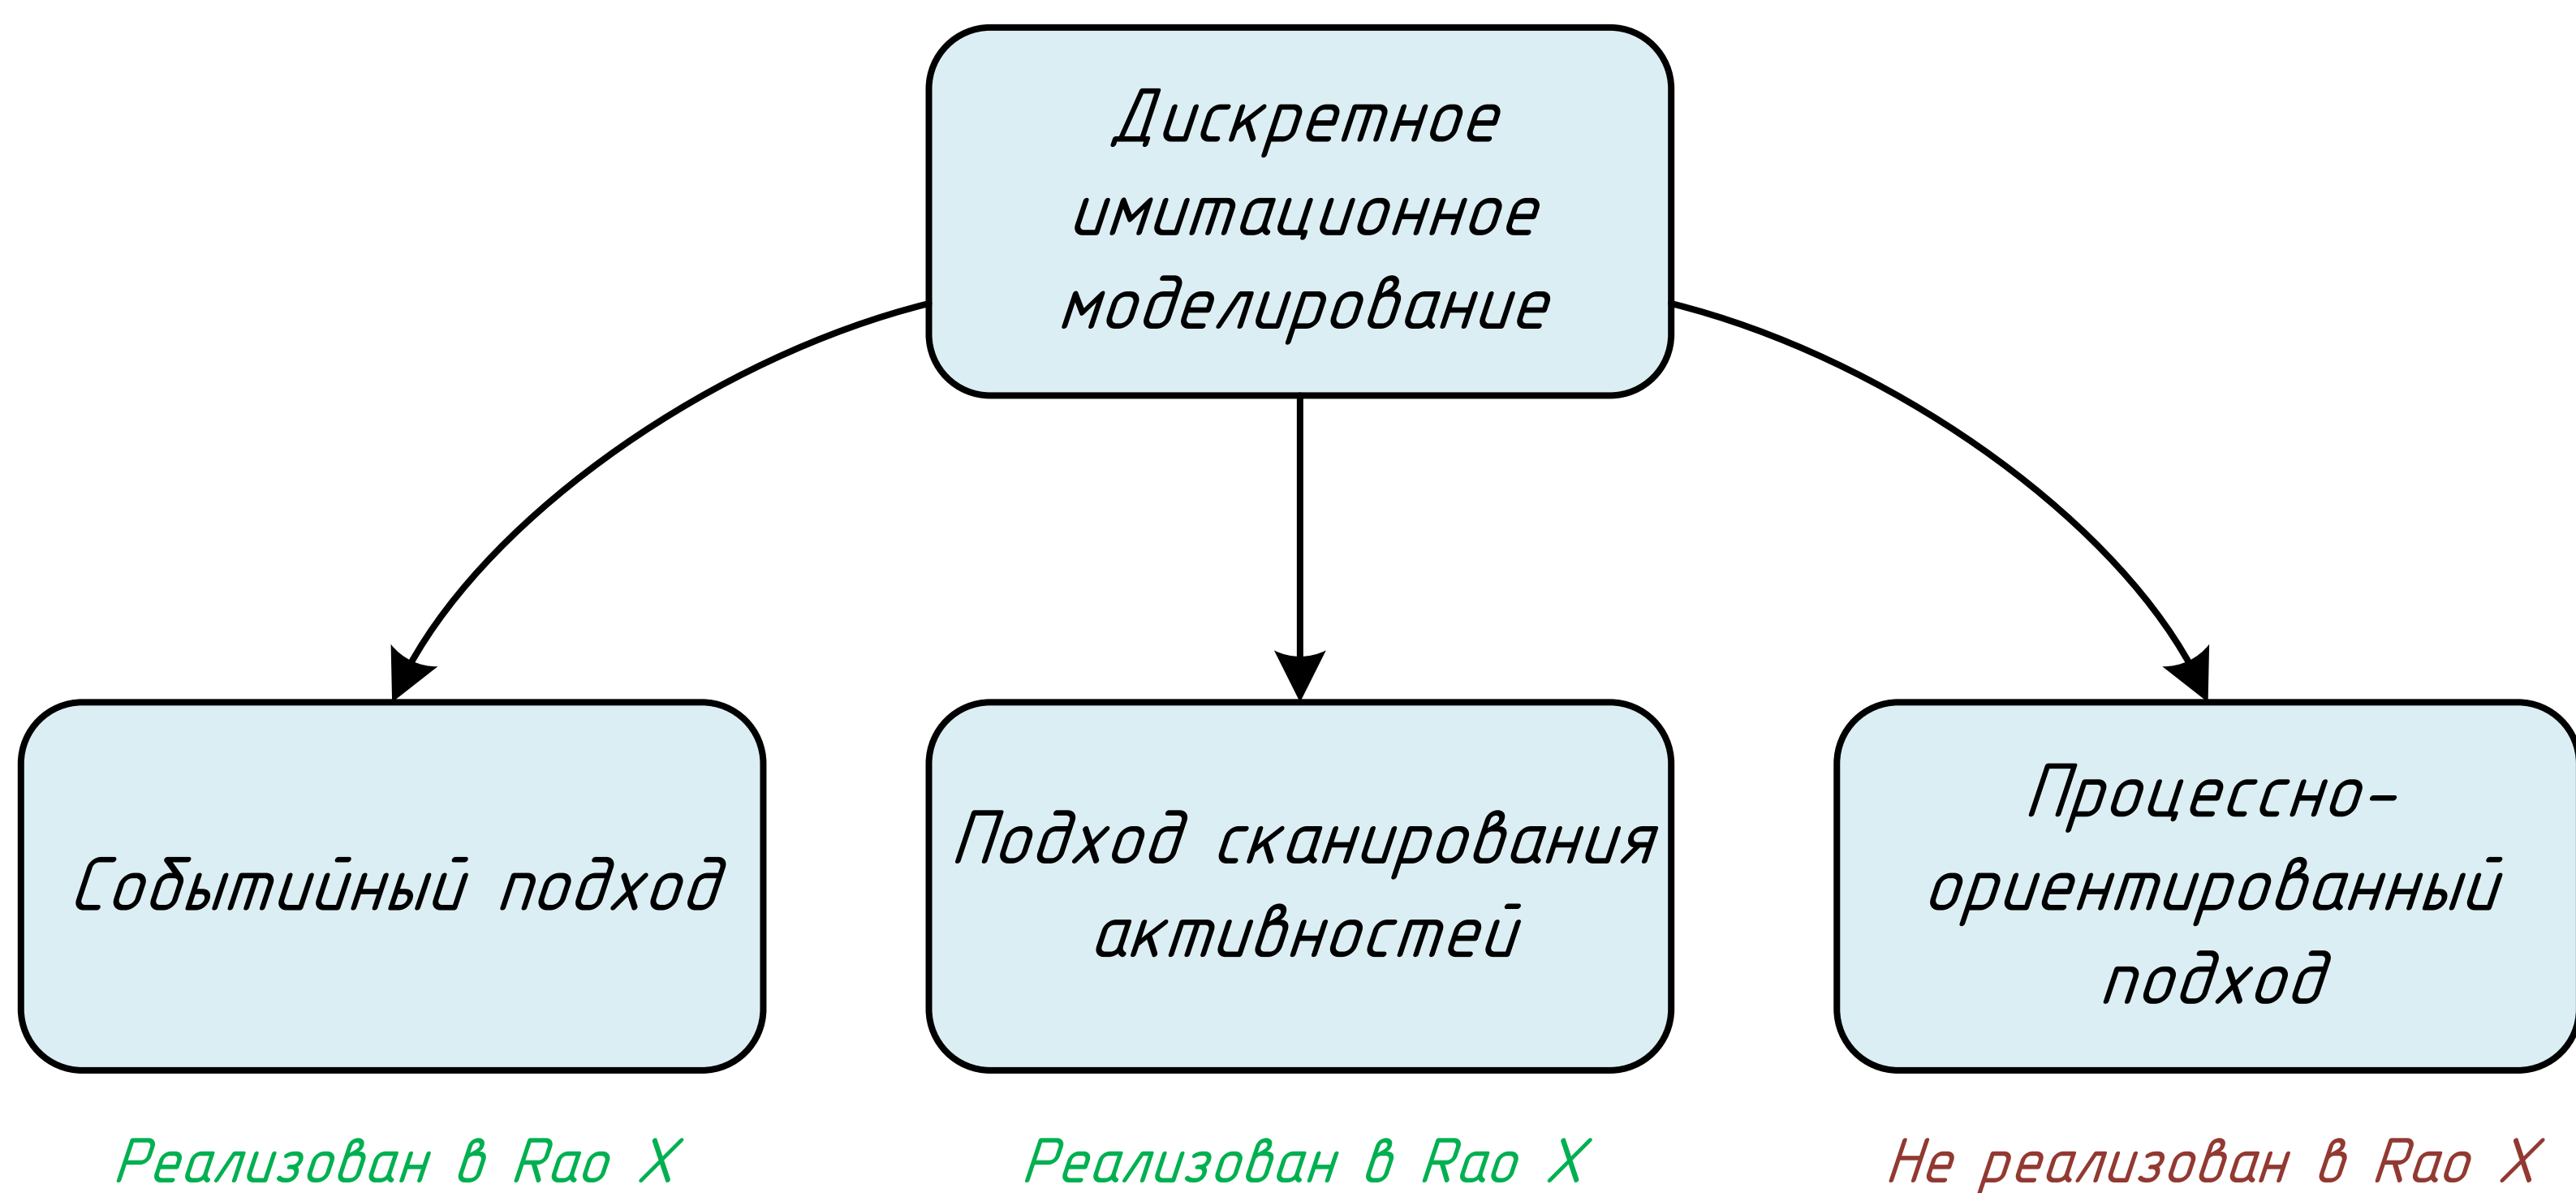 Дискретное
имитационное
моделирование
Событийный подход
Подход сканирования
активностей
Процессно-
ориентированный
подход
Реализован в Rao X
Реализован в Rao X
Не реализован в Rao X